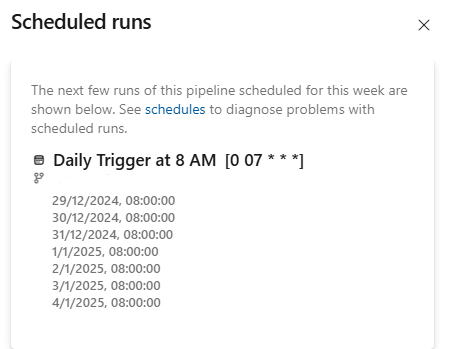 Scheduled runs
The next few runs of this pipeline scheduled for this week are
shown below. See schedules to diagnose problems with
scheduled runs.
Daily Trigger at 8 AM [0 07 * * *]
29/12/2024, 08:00:00
30/12/2024, 08:00:00
31/12/2024, 08:00:00
1/1/2025, 08:00:00
2/1/2025, 08:00:00
3/1/2025, 08:00:00
4/1/2025, 08:00:00